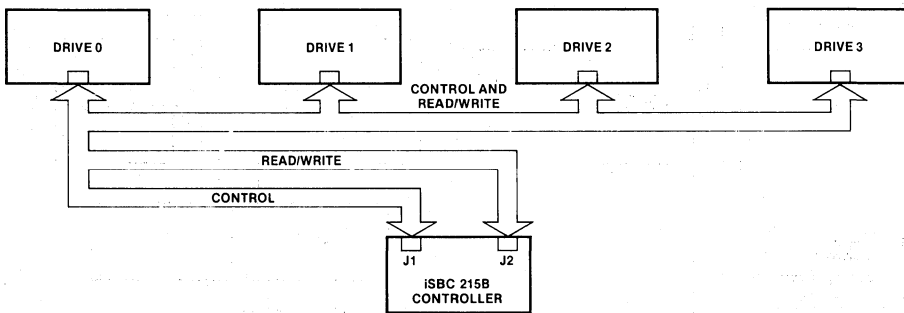 DRIVE 0
DRIVE 1
DRIVE 2
DRIVE 3
CONTROL AND
READ/WRITE
READ/WRITE
CONTROL
J1
J2
iSBC 215B
CONTROLLER